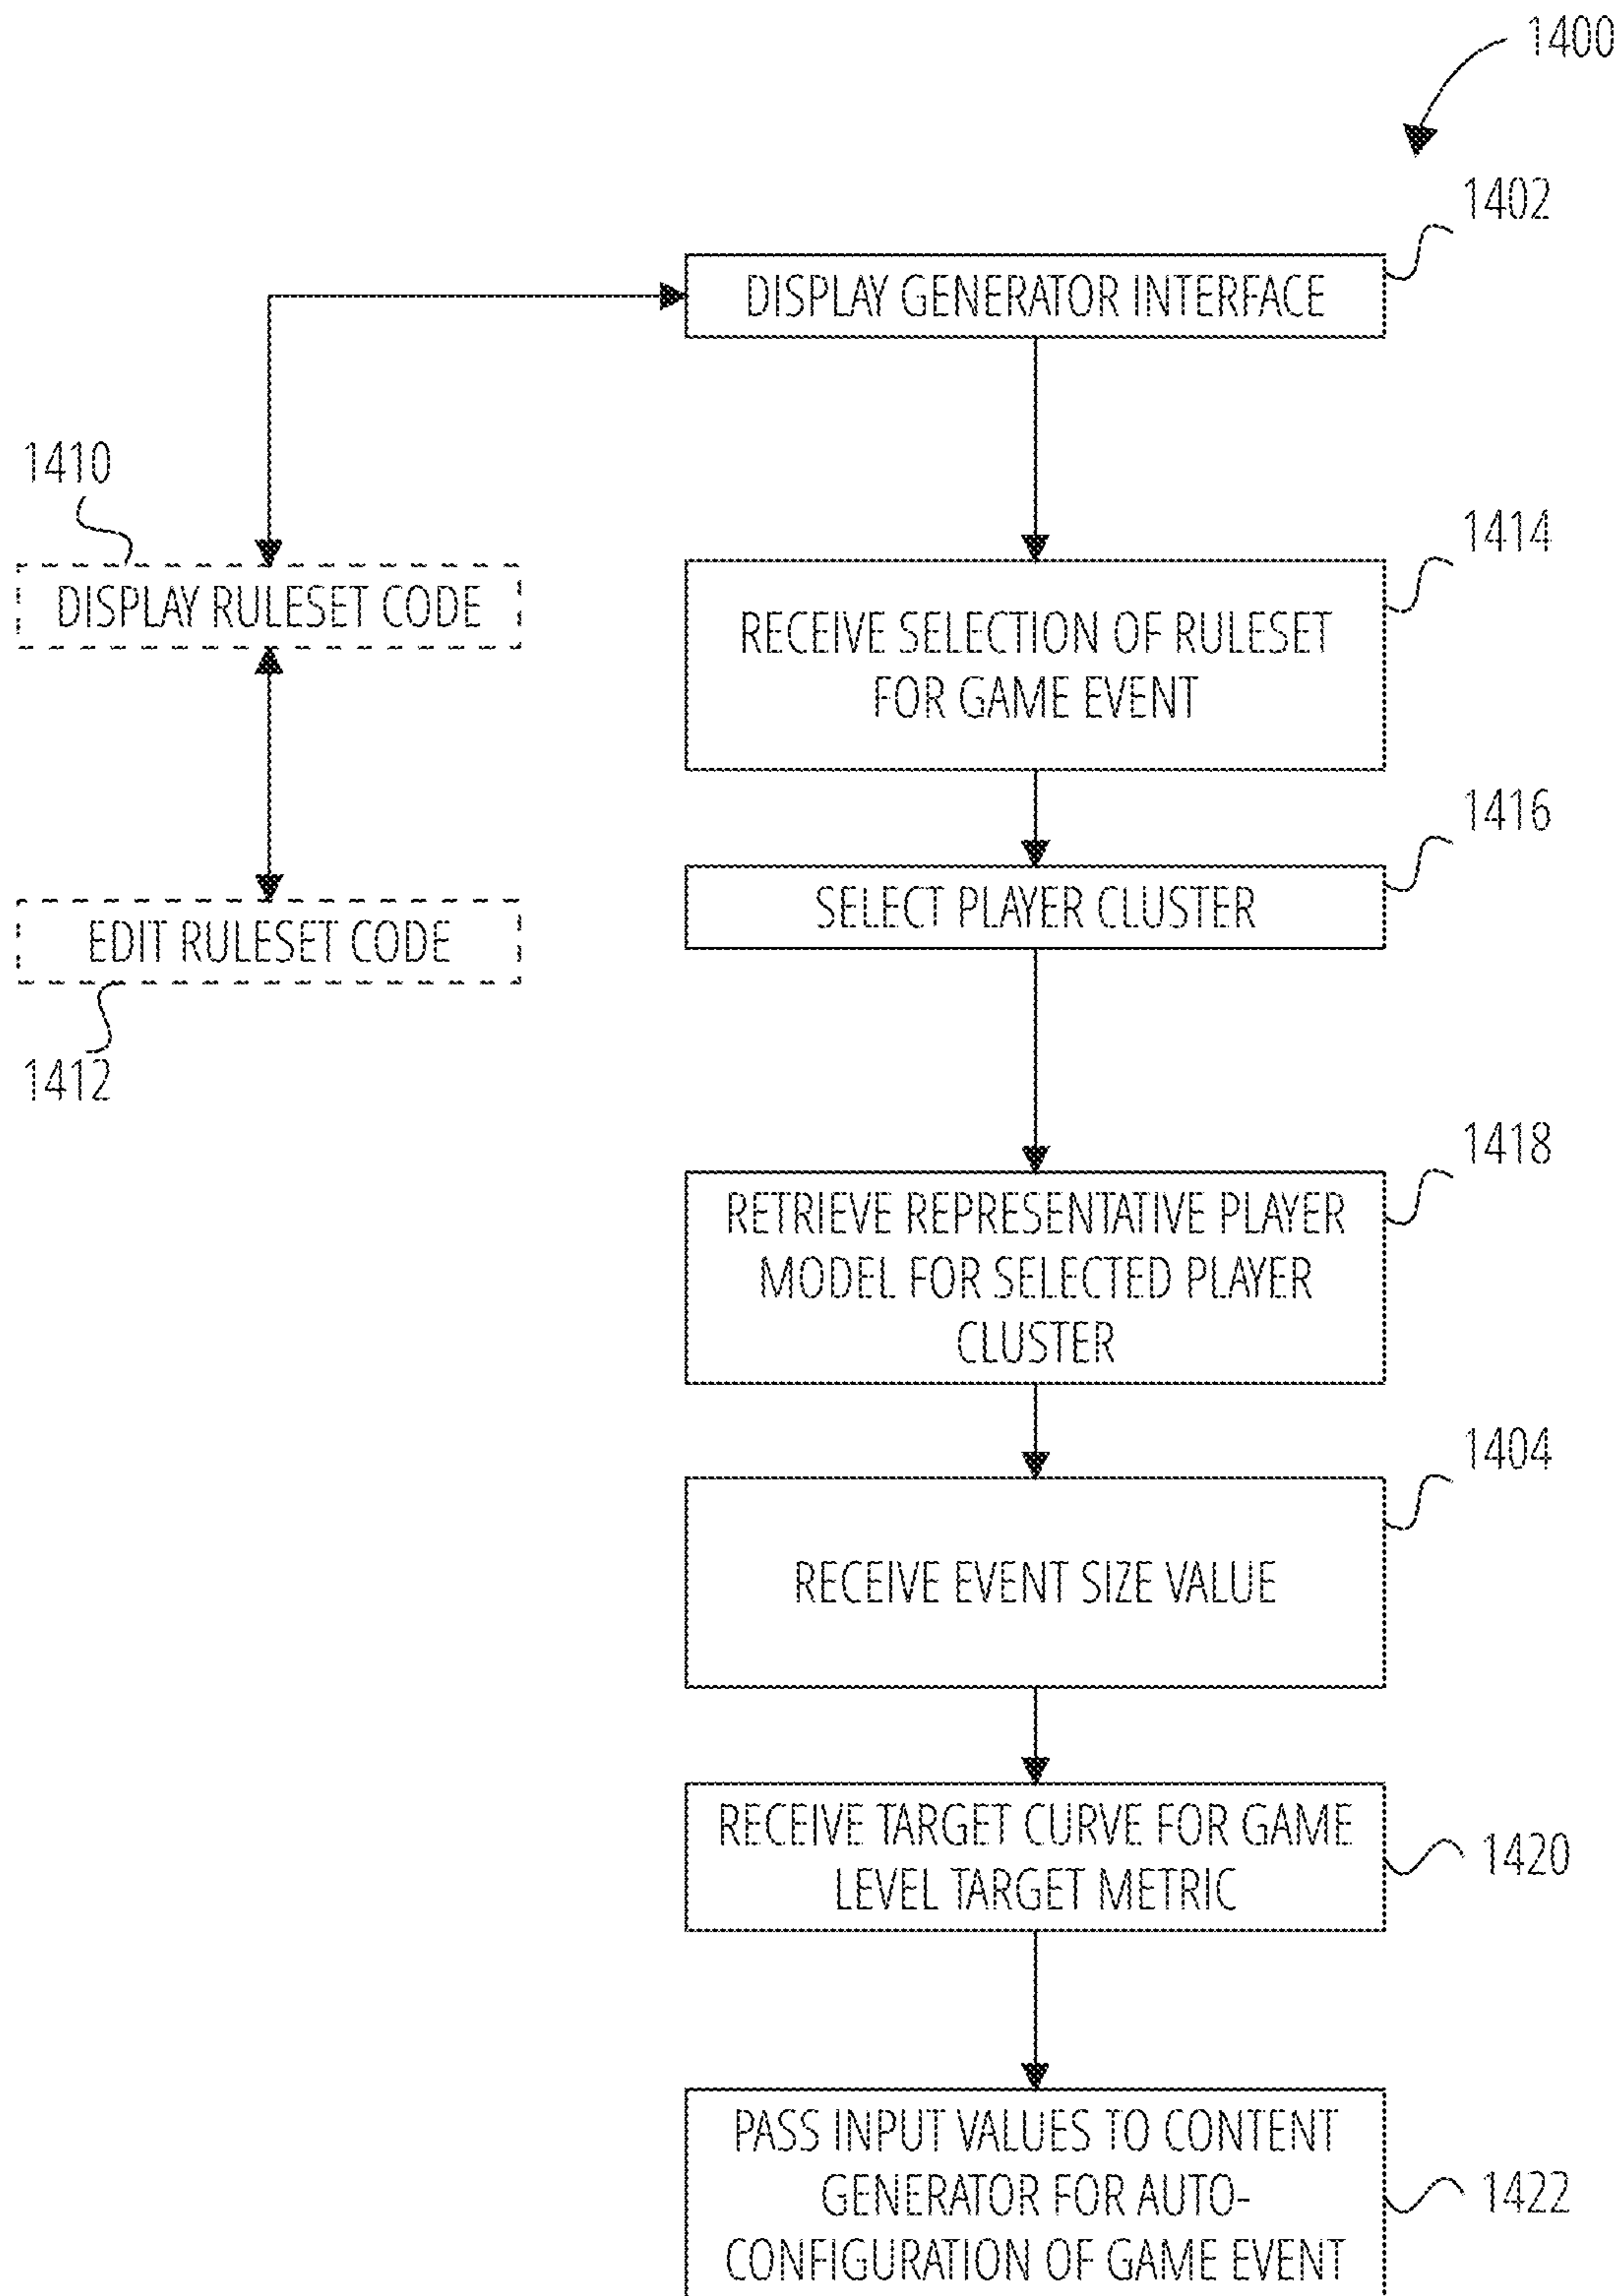 1400
1402
DISPLAY GENERATOR INTERFACE
1410
DISPLAY RULESET CODE
1414
RECEIVE SELECTION OF RULESET
FOR GAME EVENT
1416
SELECT PLAYER CLUSTER
EDIT RULESET CODE
1412
1418
RETRIEVE REPRESENTATIVE PLAYER
MODEL FOR SELECTED PLAYER
CLUSTER
1404
RECEIVE EVENT SIZE VALUE
RECEIVE TARGET CURVE FOR GAME
LEVEL TARGET METRIC
1420
PASS INPUT VALUES TO CONTENT
GENERATOR FOR AUTO-
CONFIGURATION OF GAME EVENT
1422